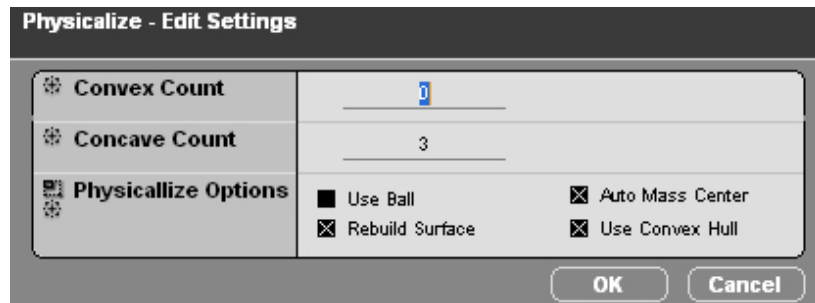 Physicalize - Edit Settings
Convex Count
0
Concave Count
3
Physicallize Options
Use Ball
Auto Mass Center
Rebuild Surface
Use Convex Hull
OK
Cancel